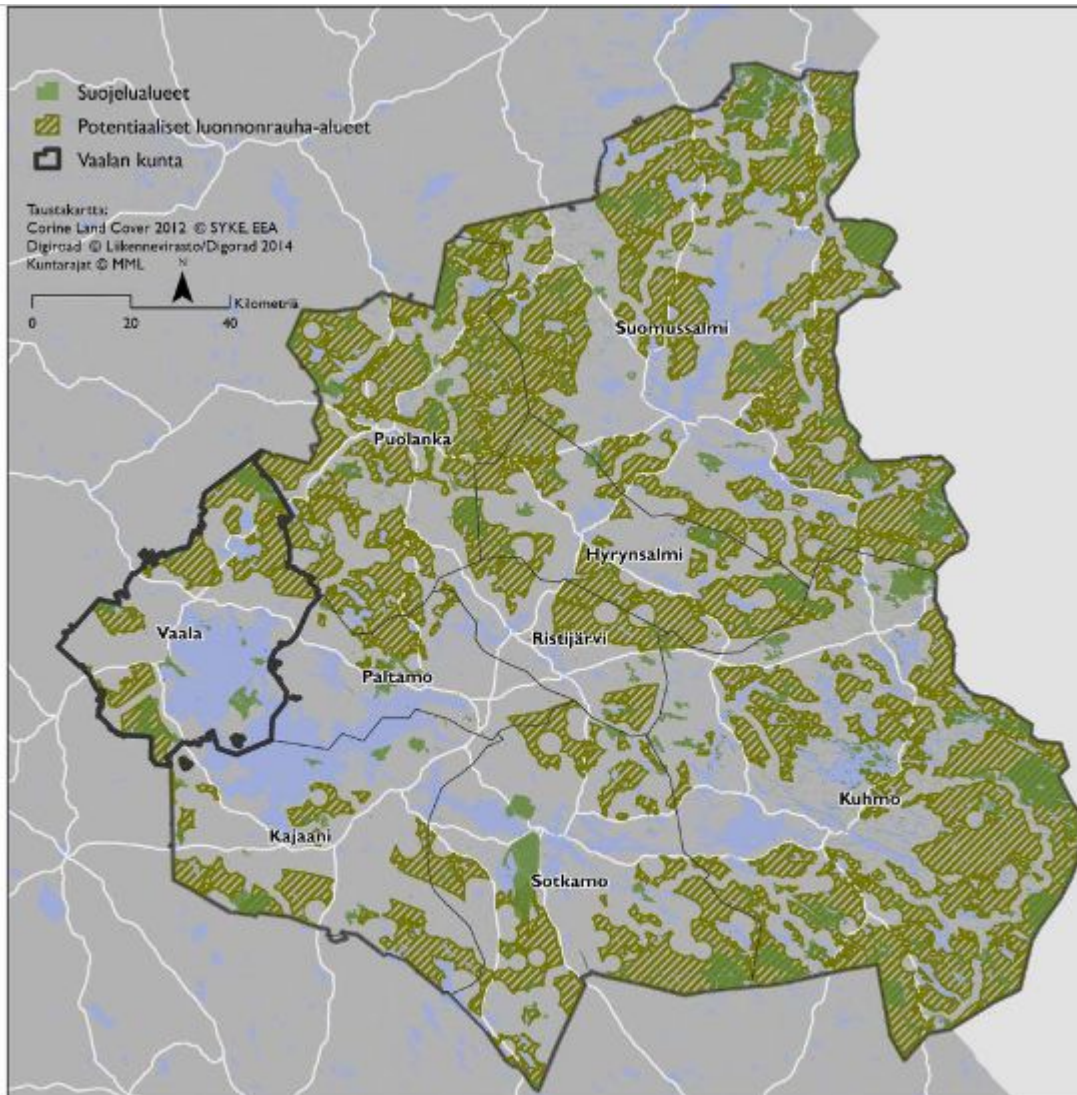 Suojelualueet
Potentiaaliset luonnonrauha-alueet
Vaalan kunta
Taustakartta:
Corine Land Cover 2012 © SYKE, EEA
Digiroad © Liikennevirasto/Digorad 2014
Kuntarajat © MML
N
Kilometriä
0 20 40
Suomussalmi
Puolanka
Hyrynsalmi
Vaala
Ristijärvi
Paltamo
Kuhmo
Kajaani
Sotkamo